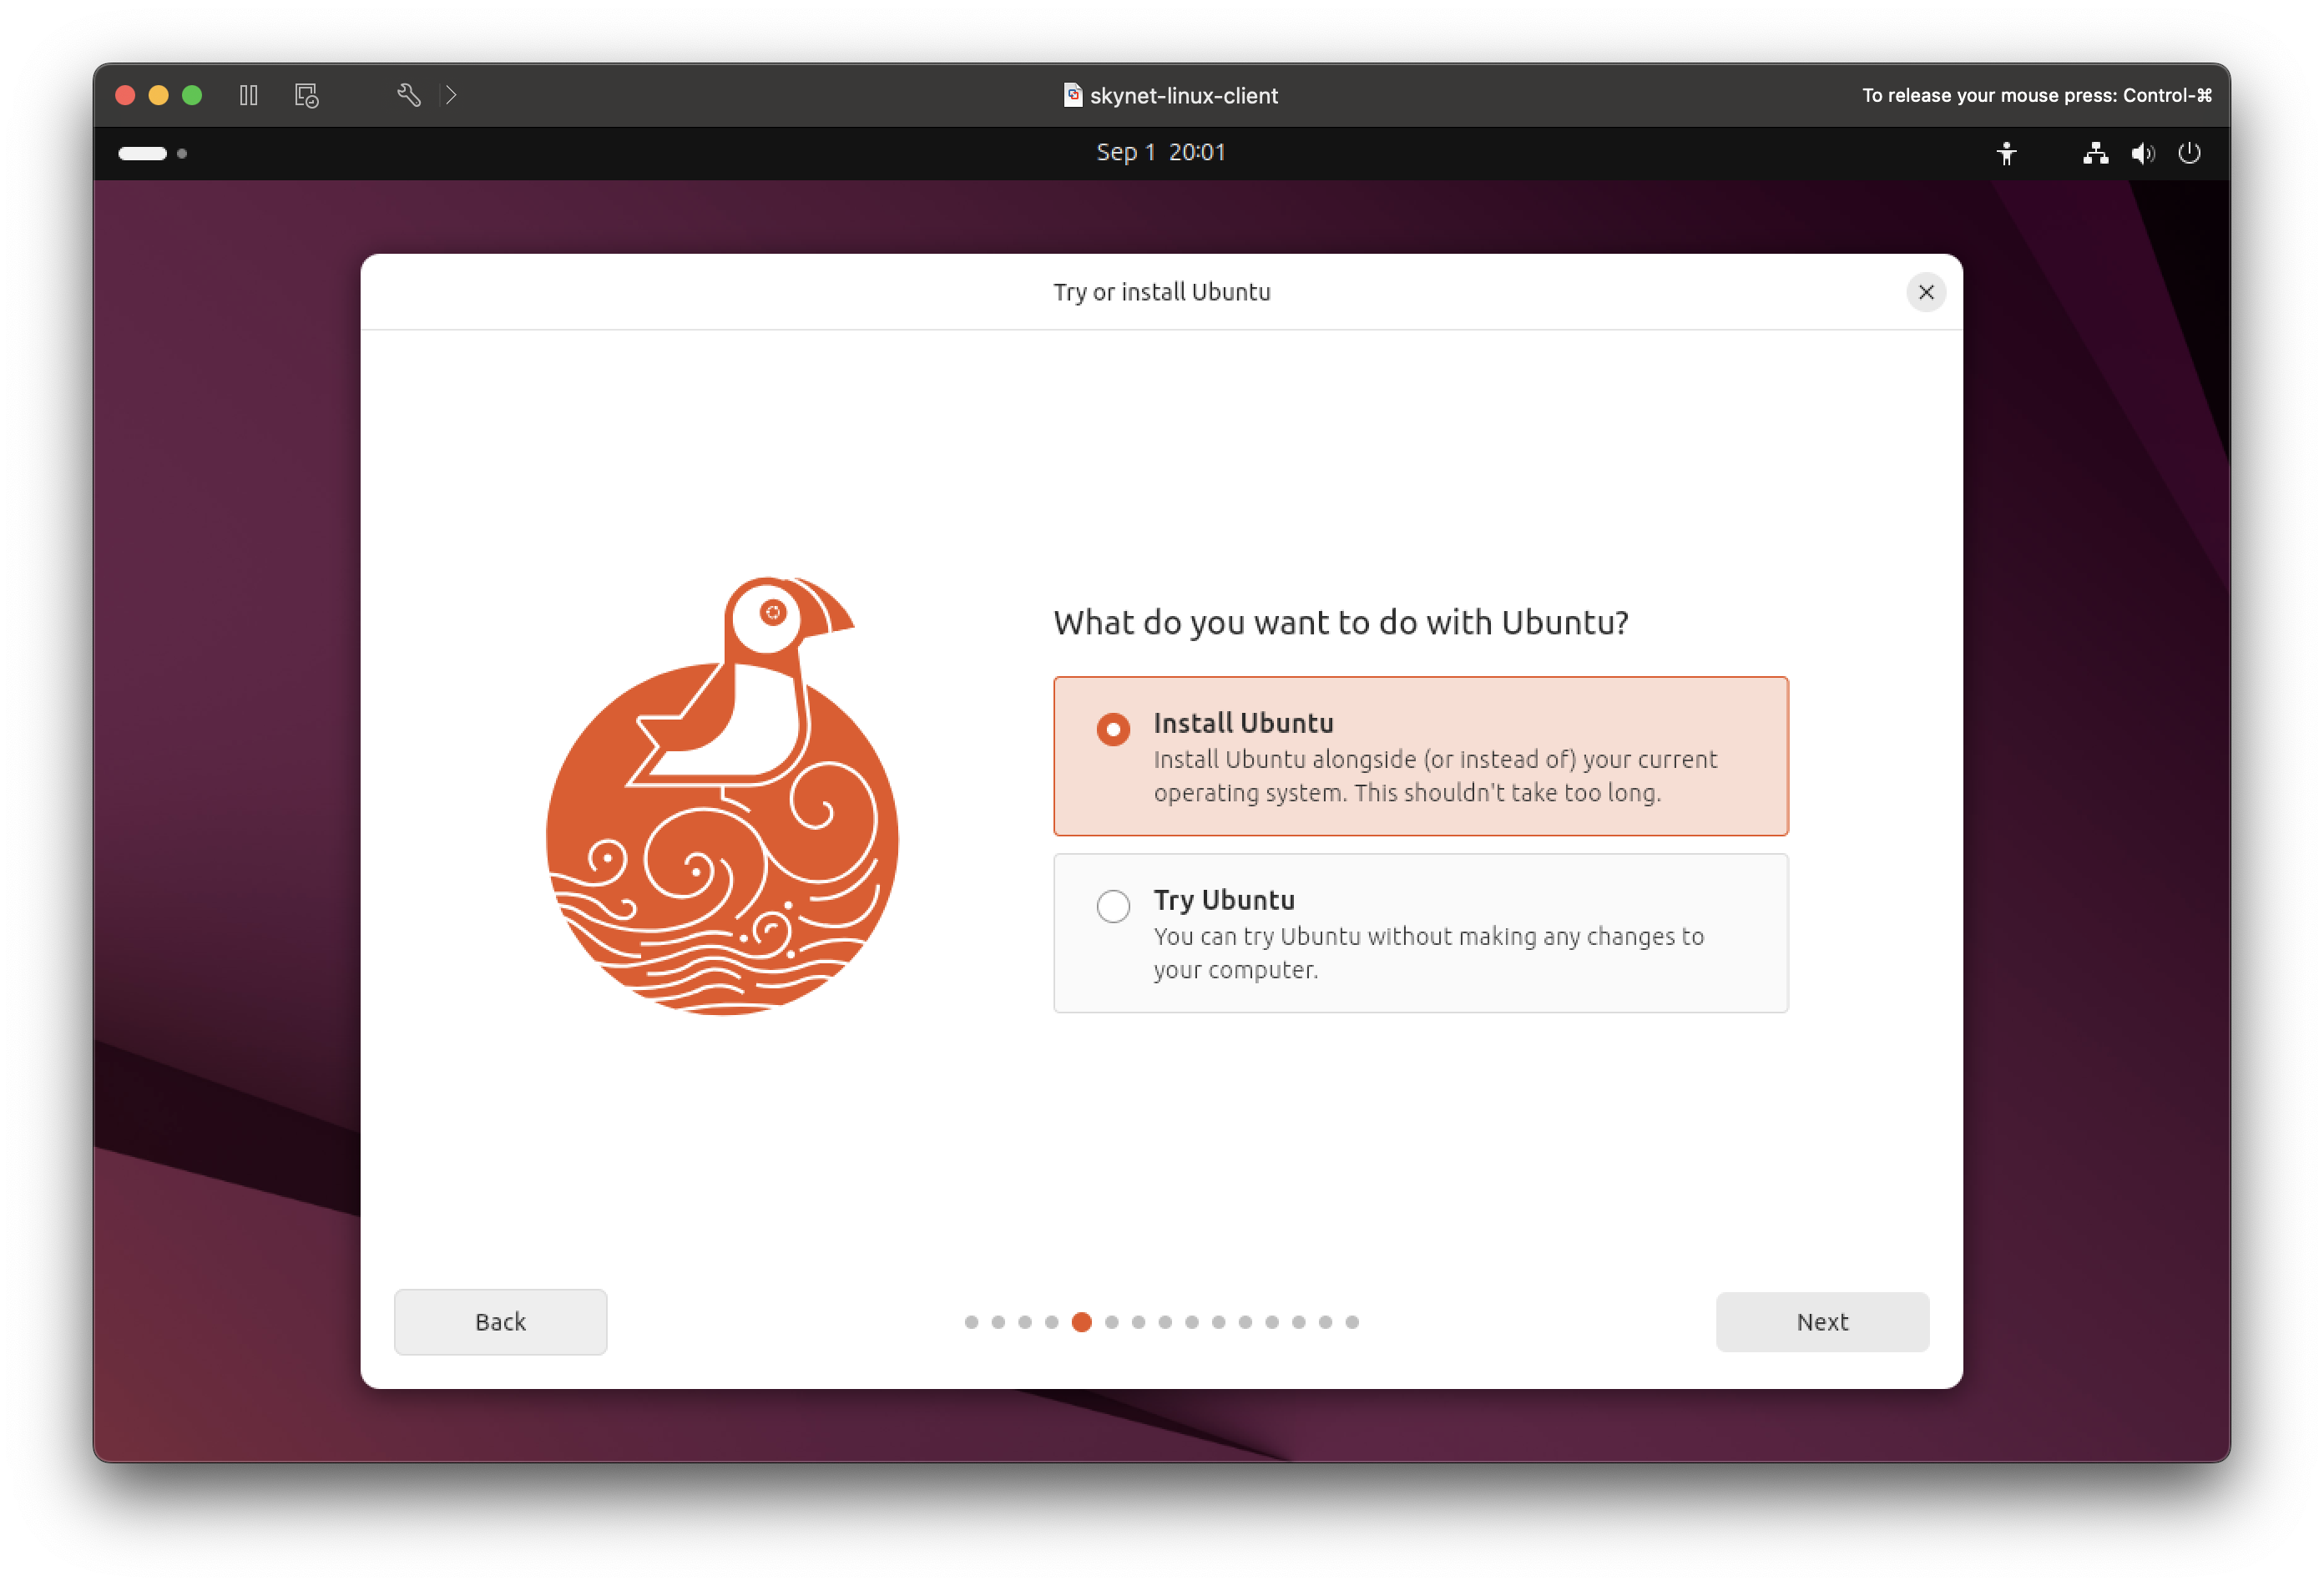 skynet-linux-client
To release your mouse press: Control-⌘
Sep 1 20:01
Try or install Ubuntu
What do you want to do with Ubuntu?
Install Ubuntu
Install Ubuntu alongside (or instead of) your current
operating system. This shouldn't take too long.
Try Ubuntu
You can try Ubuntu without making any changes to
your computer.
Back
Next